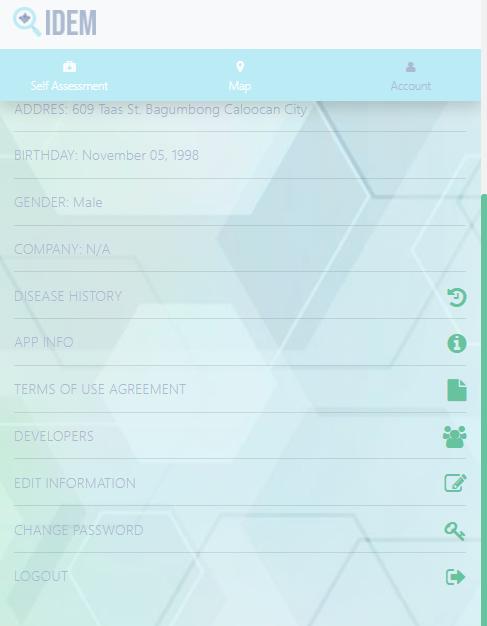 IDEM
Self Assessment Map Account
ADDRES: 609 Taas St. Bagumbong Caloocan City
BIRTHDAY: November 05, 1998
GENDER: Male
COMPANY: N/A
DISEASE HISTORY
APP INFO
TERMS OF USE AGREEMENT
DEVELOPERS
EDIT INFORMATION
CHANGE PASSWORD
LOGOUT